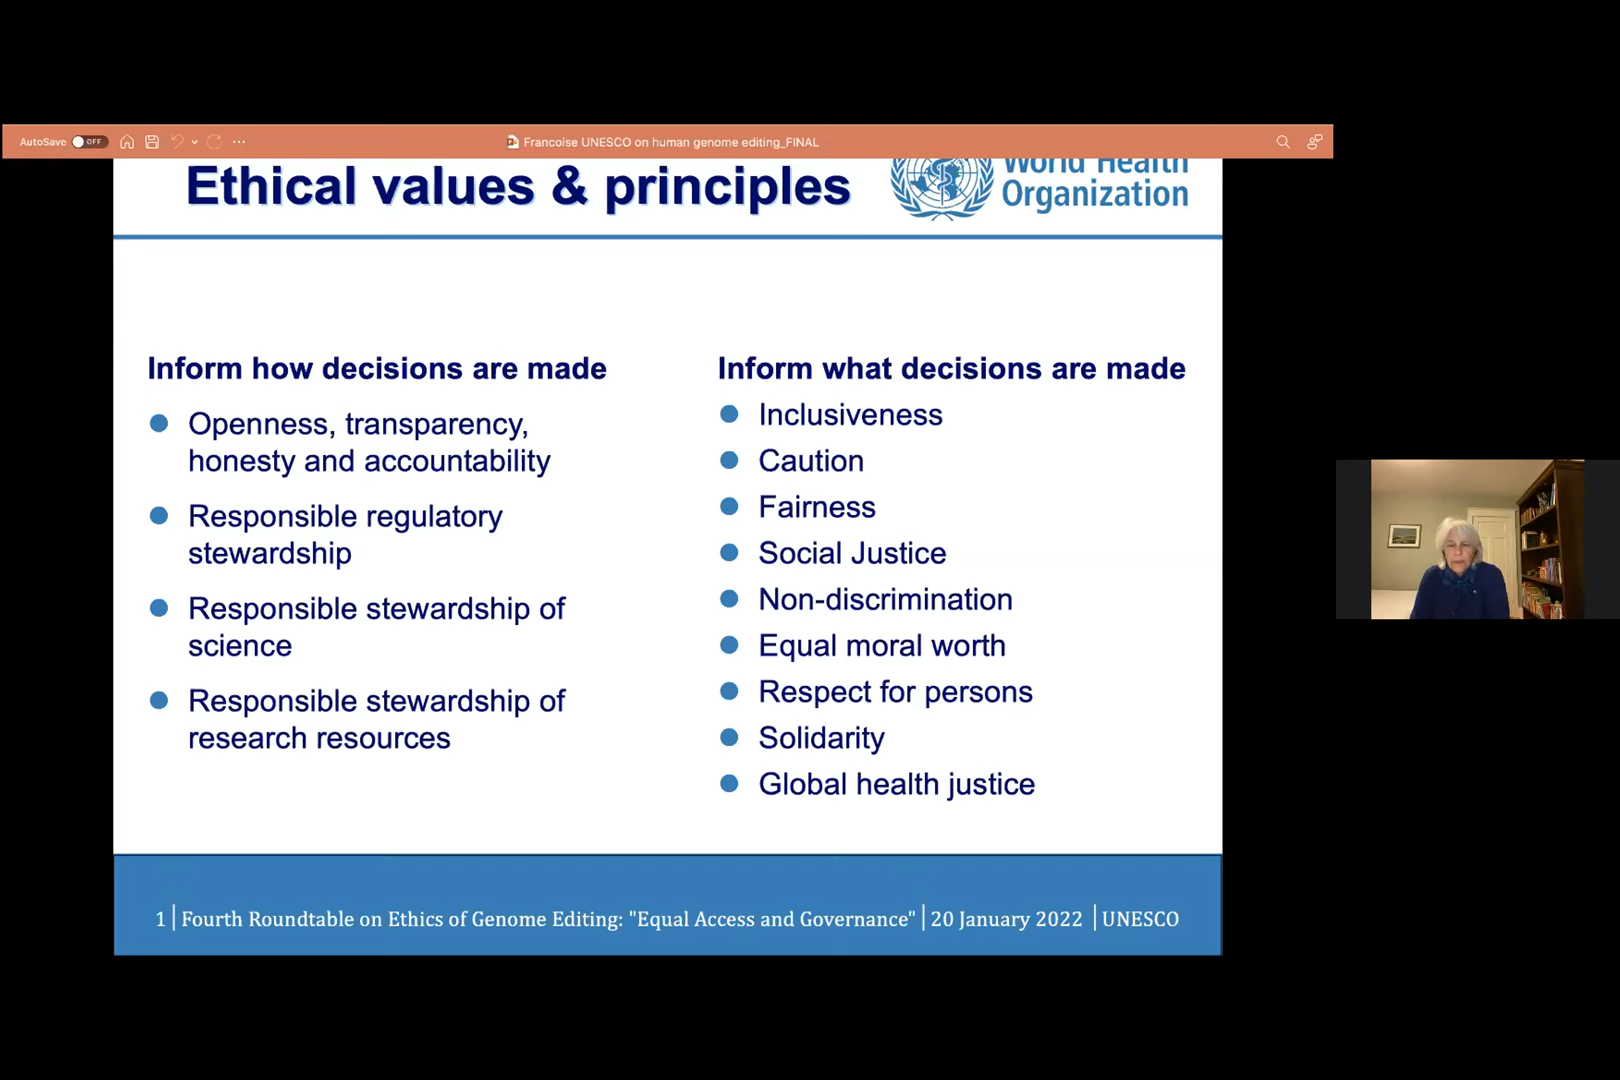 AutoSave OFF
Francoise UNESCO on human genome editing_FINAL
Ethical values & principles
World Health
Organization
Inform how decisions are made
Openness, transparency,
honesty and accountability
Responsible regulatory
stewardship
Responsible stewardship of
science
Responsible stewardship of
research resources
Inform what decisions are made
Inclusiveness
Caution
Fairness
Social Justice
Non-discrimination
Equal moral worth
Respect for persons
Solidarity
Global health justice
1 | Fourth Roundtable on Ethics of Genome Editing: "Equal Access and Governance" | 20 January 2022 | UNESCO